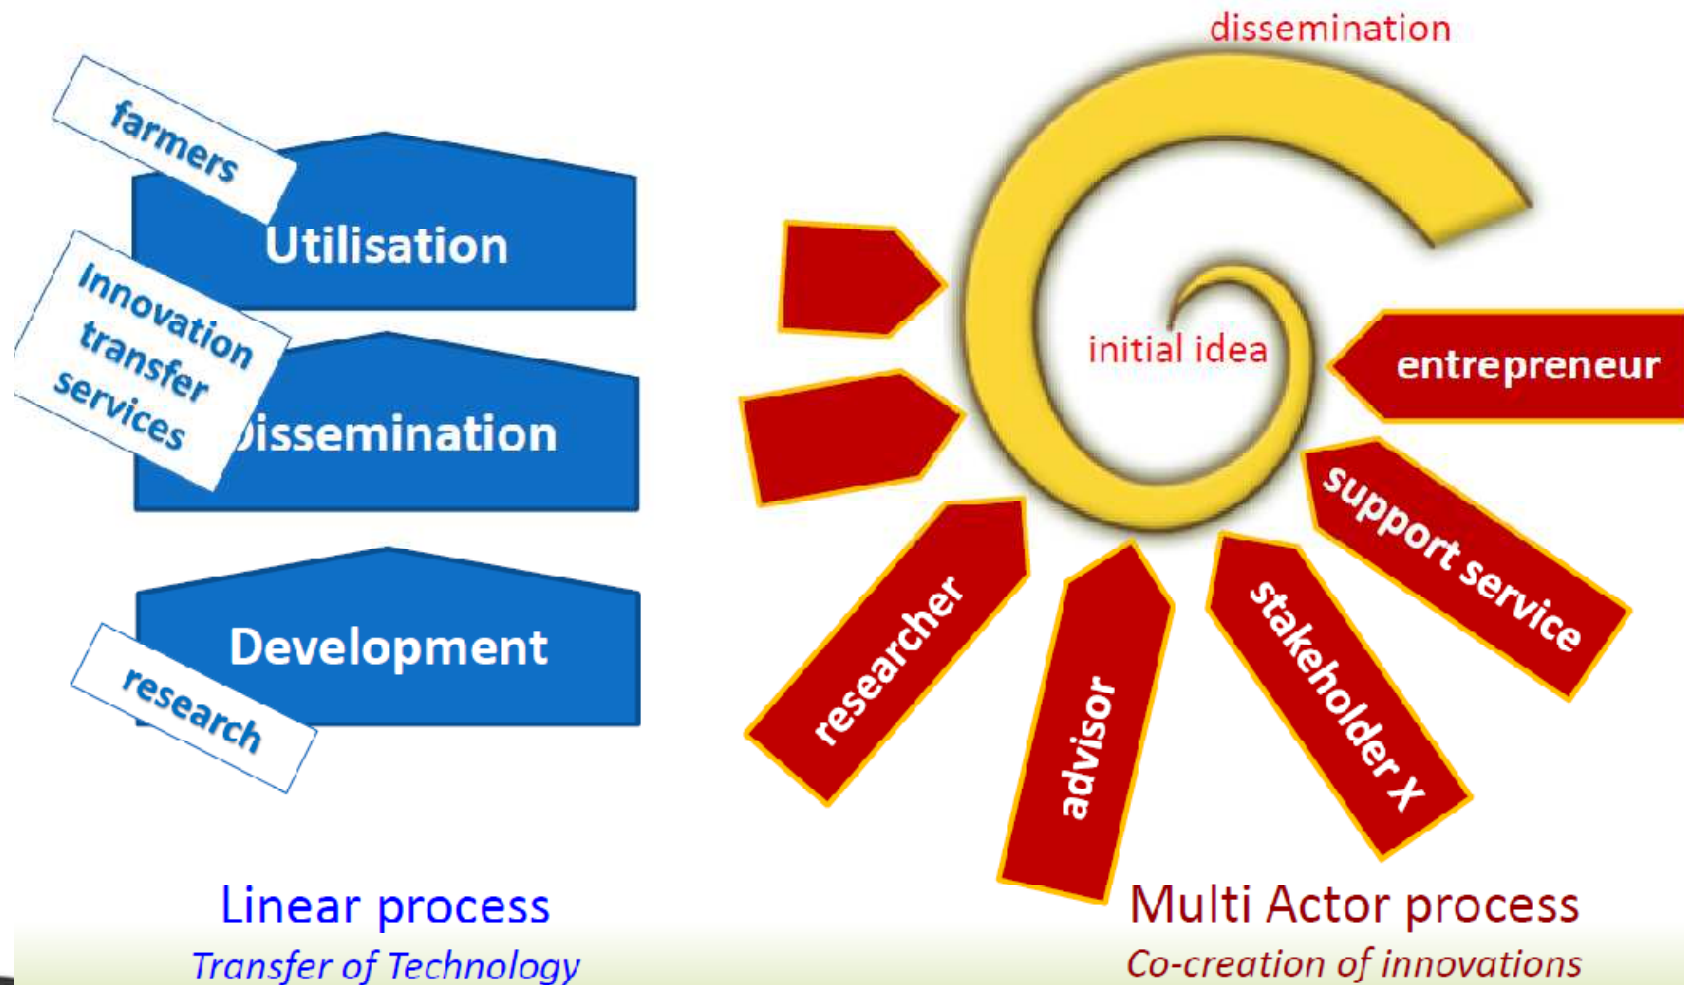 farmers
Utilisation
Innovation
transfer
services
issemination
Development
research
Linear process
Transfer of Technology
dissemination
initial idea
entrepreneur
support service
stakeholder X
advisor
researcher
Multi Actor process
Co-creation of innovations